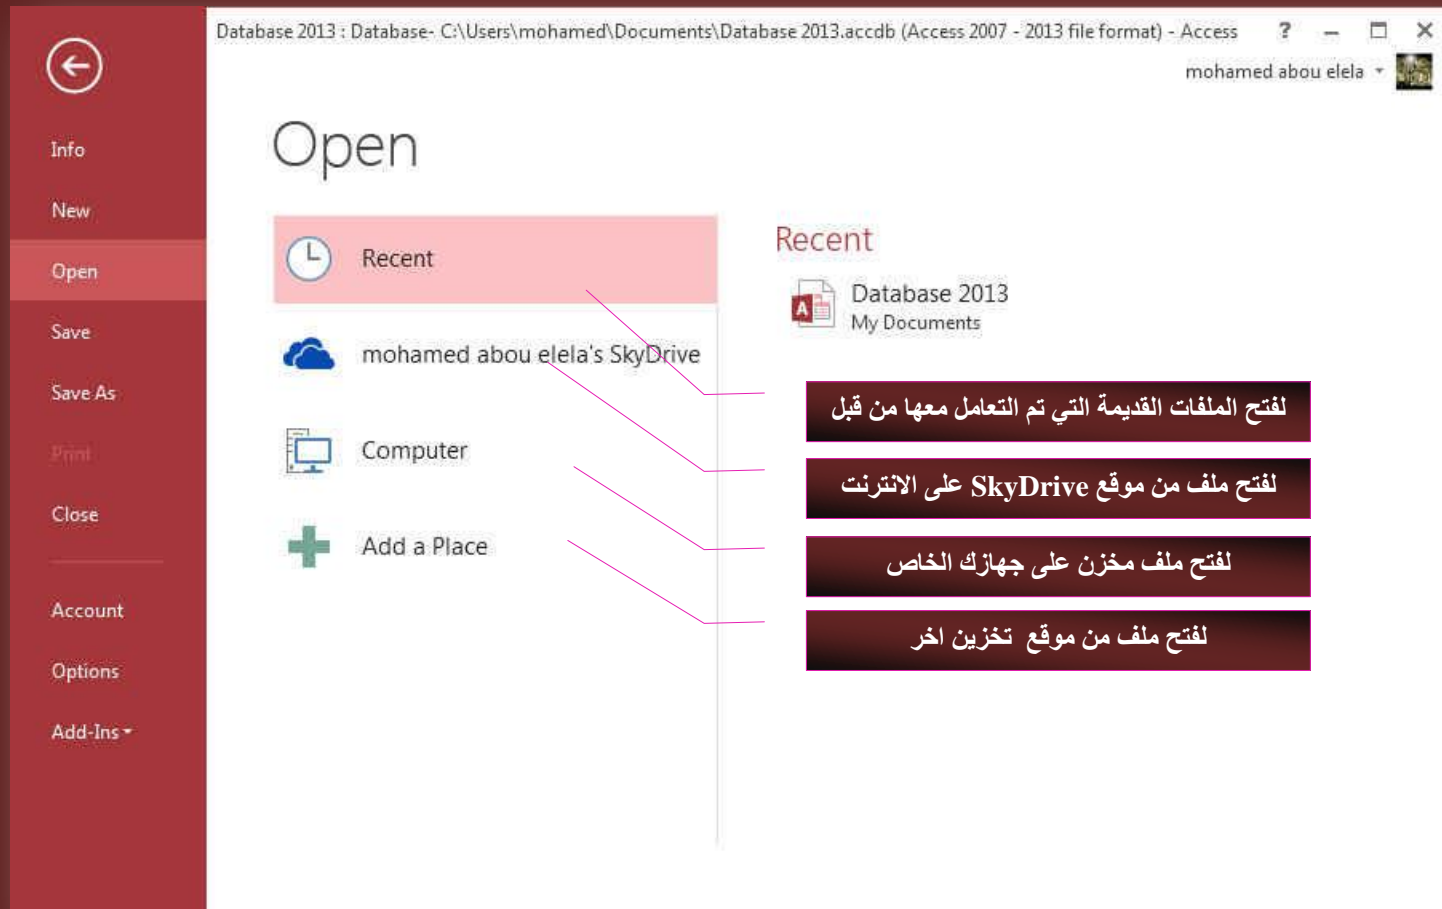 Database 2013 : Database- C:\Users\mohamed\Documents\Database 2013.accdb (Access 2007 - 2013 file format) - Access
mohamed abou elela
Info
New
Open
Save
Save As
Print
Close
Account
Options
Add-Ins
Open
Recent
mohamed abou elela's SkyDrive
Computer
Add a Place
Recent
Database 2013
My Documents
لفتح الملفات القديمة التي تم التعامل معها من قبل
لفتح ملف من موقع SkyDrive على الانترنت
لفتح ملف مخزن على جهازك الخاص
لفتح ملف من موقع تخزين اخر